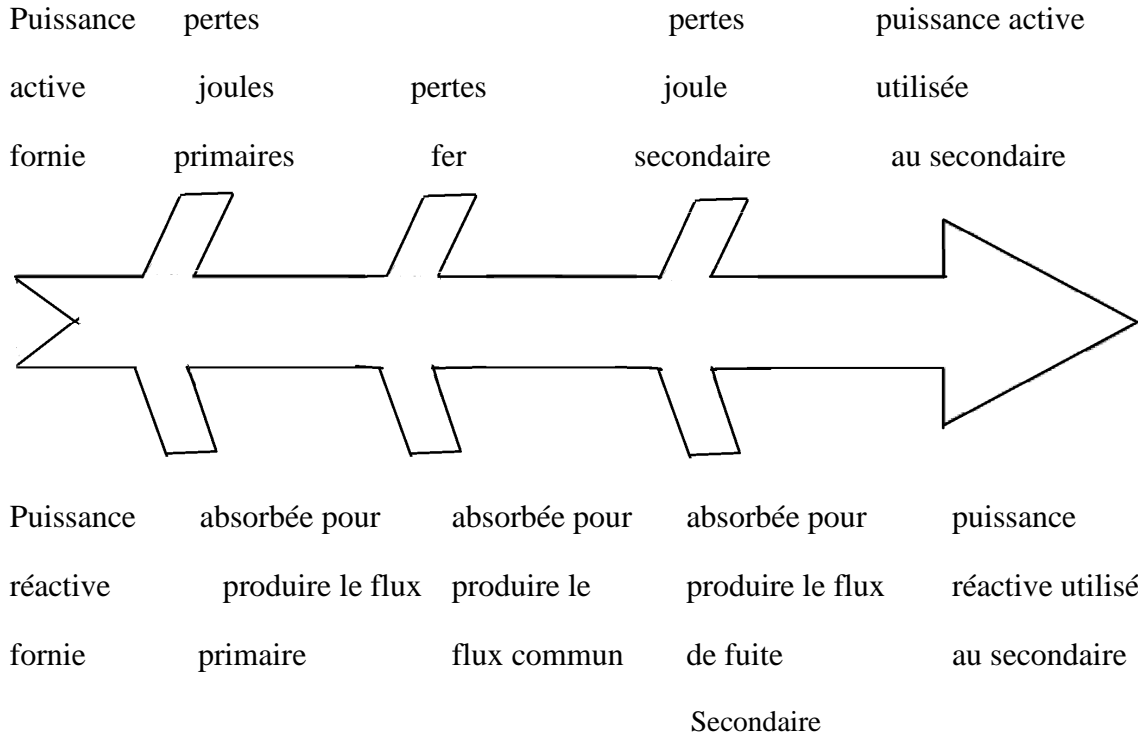 Puissance pertes pertes puissance active
active joules pertes joule utilisée
fornie primaires fer secondaire au secondaire
Puissance absorbée pour absorbée pour absorbée pour puissance
réactive produire le flux produire le produire le flux réactive utilisé
fornie primaire flux commun de fuite au secondaire
Secondaire